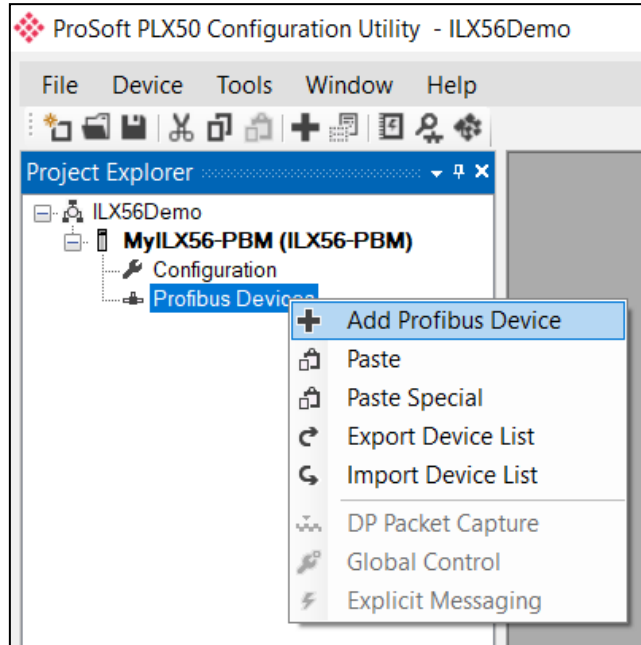 ProSoft PLX50 Configuration Utility - ILX56Demo
File Device Tools Window Help
Project Explorer
ILX56Demo
MyILX56-PBM (ILX56-PBM)
Configuration
Profibus Devices
Add Profibus Device
Paste
Paste Special
Export Device List
Import Device List
DP Packet Capture
Global Control
Explicit Messaging